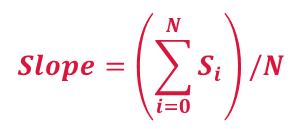 Slope = (∑_{i=0}^{N} S_i) / N